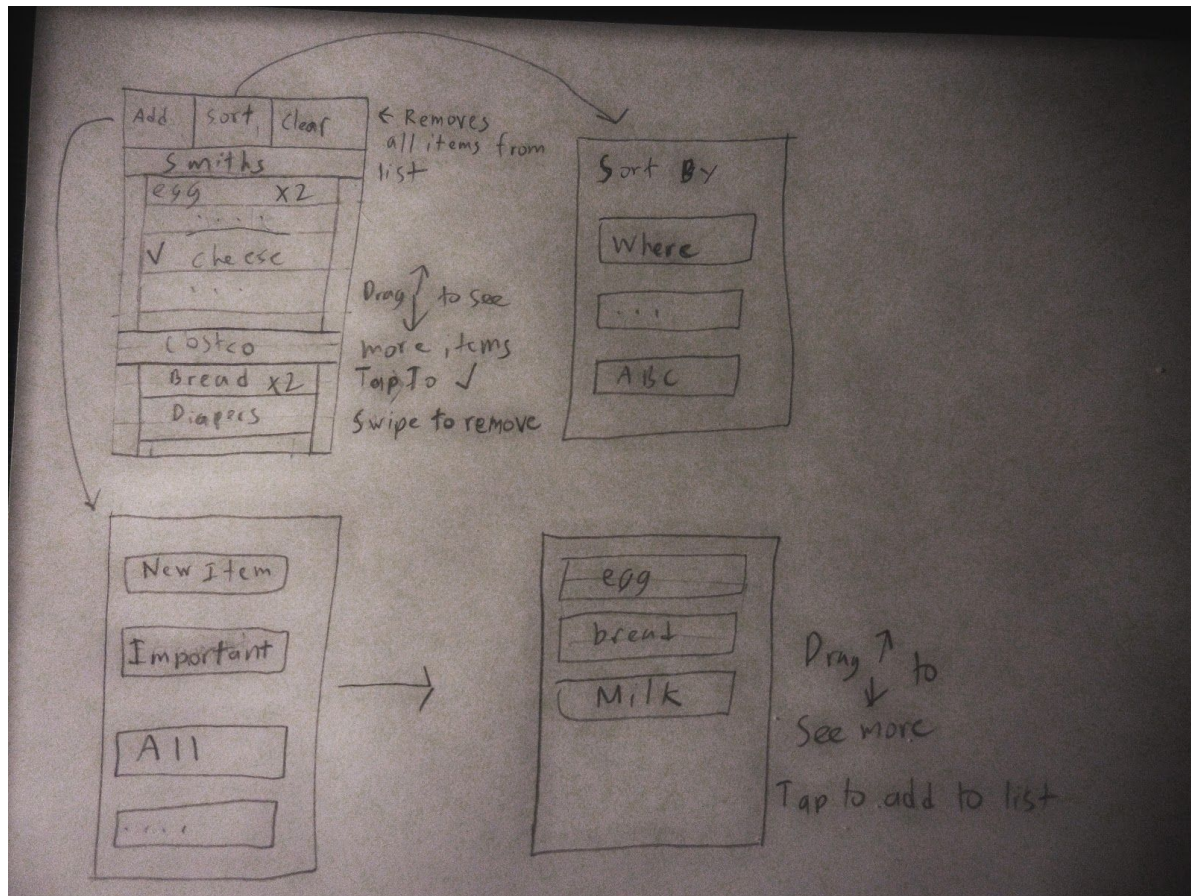 Add Sort Clear
← Removes
all items from
list
Smiths
egg x2
. . . .
✓ cheese
. . .
Drag ↑↓ to see
more items
Tap To ✓
Swipe to remove
Costco
Bread x2
Diapers
Sort By
Where
. . .
ABC
New Item
Important
All
. . . .
egg
bread
Milk
Drag ↑↓ to
See more
Tap to add to list